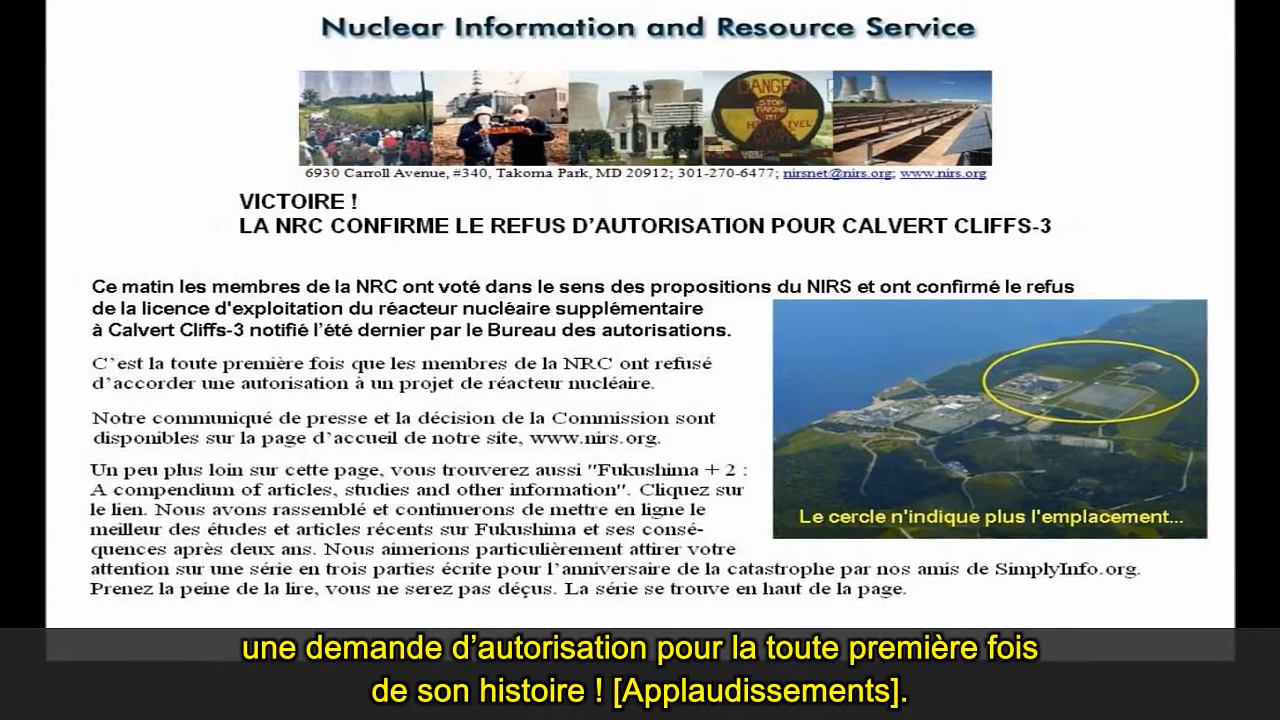 Nuclear Information and Resource Service
DANGER!
STOP
MAKING
IT!
6930 Carroll Avenue, #340, Takoma Park, MD 20912; 301-270-6477; nirsnet@nirs.org; www.nirs.org
VICTOIRE !
LA NRC CONFIRME LE REFUS D’AUTORISATION POUR CALVERT CLIFFS-3
Ce matin les membres de la NRC ont voté dans le sens des propositions du NIRS et ont confirmé le refus
de la licence d'exploitation du réacteur nucléaire supplémentaire
à Calvert Cliffs-3 notifié l’été dernier par le Bureau des autorisations.
C’est la toute première fois que les membres de la NRC ont refusé
d’accorder une autorisation à un projet de réacteur nucléaire.
Notre communiqué de presse et la décision de la Commission sont
disponibles sur la page d’accueil de notre site, www.nirs.org.
Un peu plus loin sur cette page, vous trouverez aussi "Fukushima + 2 :
A compendium of articles, studies and other information". Cliquez sur
le lien. Nous avons rassemblé et continuerons de mettre en ligne le
meilleur des études et articles récents sur Fukushima et ses consé-
quences après deux ans. Nous aimerions particulièrement attirer votre
attention sur une série en trois parties écrite pour l’anniversaire de la catastrophe par nos amis de SimplyInfo.org.
Prenez la peine de la lire, vous ne serez pas déçus. La série se trouve en haut de la page.
Le cercle n'indique plus l'emplacement...
une demande d’autorisation pour la toute première fois
de son histoire ! [Applaudissements].